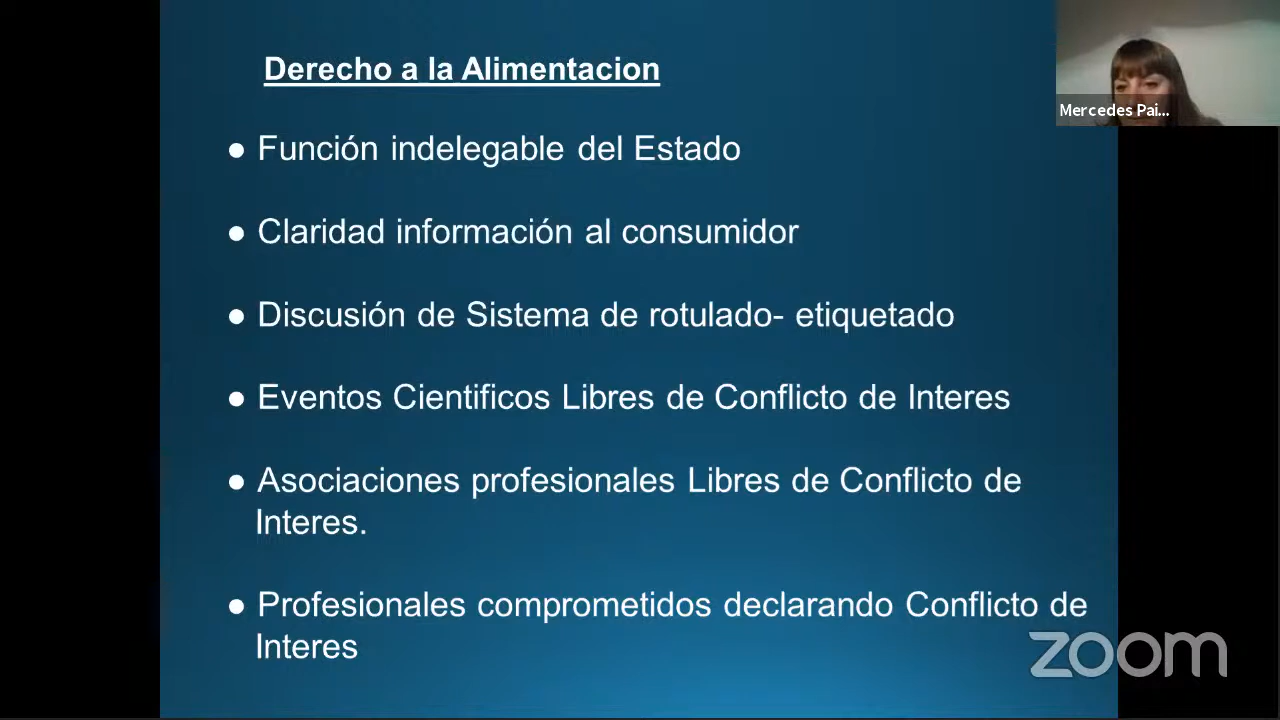 Derecho a la Alimentacion
Mercedes Pai...
● Función indelegable del Estado
● Claridad información al consumidor
● Discusión de Sistema de rotulado- etiquetado
● Eventos Cientificos Libres de Conflicto de Interes
● Asociaciones profesionales Libres de Conflicto de
Interes.
● Profesionales comprometidos declarando Conflicto de
Interes
zoom